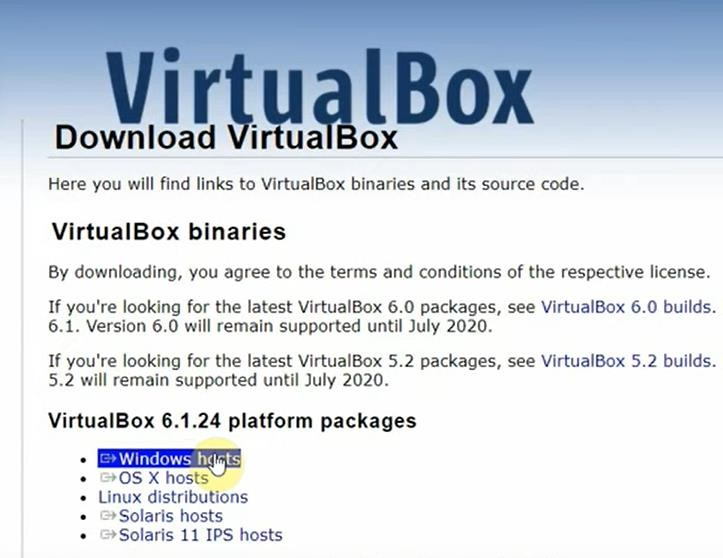 VirtualBox
Download VirtualBox
Here you will find links to VirtualBox binaries and its source code.
VirtualBox binaries
By downloading, you agree to the terms and conditions of the respective license.
If you're looking for the latest VirtualBox 6.0 packages, see VirtualBox 6.0 builds.
6.1. Version 6.0 will remain supported until July 2020.
If you're looking for the latest VirtualBox 5.2 packages, see VirtualBox 5.2 builds.
5.2 will remain supported until July 2020.
VirtualBox 6.1.24 platform packages
Windows hosts
OS X hosts
Linux distributions
Solaris hosts
Solaris 11 IPS hosts